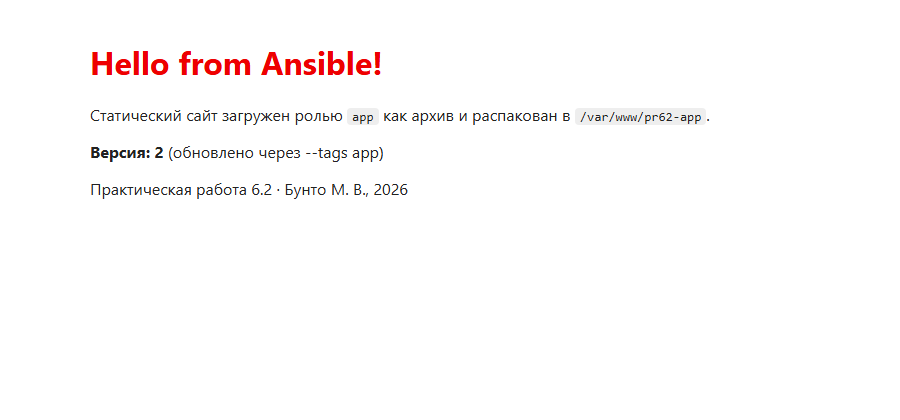 Hello from Ansible!
Статический сайт загружен ролью app как архив и распакован в /var/www/pr62-app.
Версия: 2 (обновлено через --tags app)
Практическая работа 6.2 · Бунто М. В., 2026